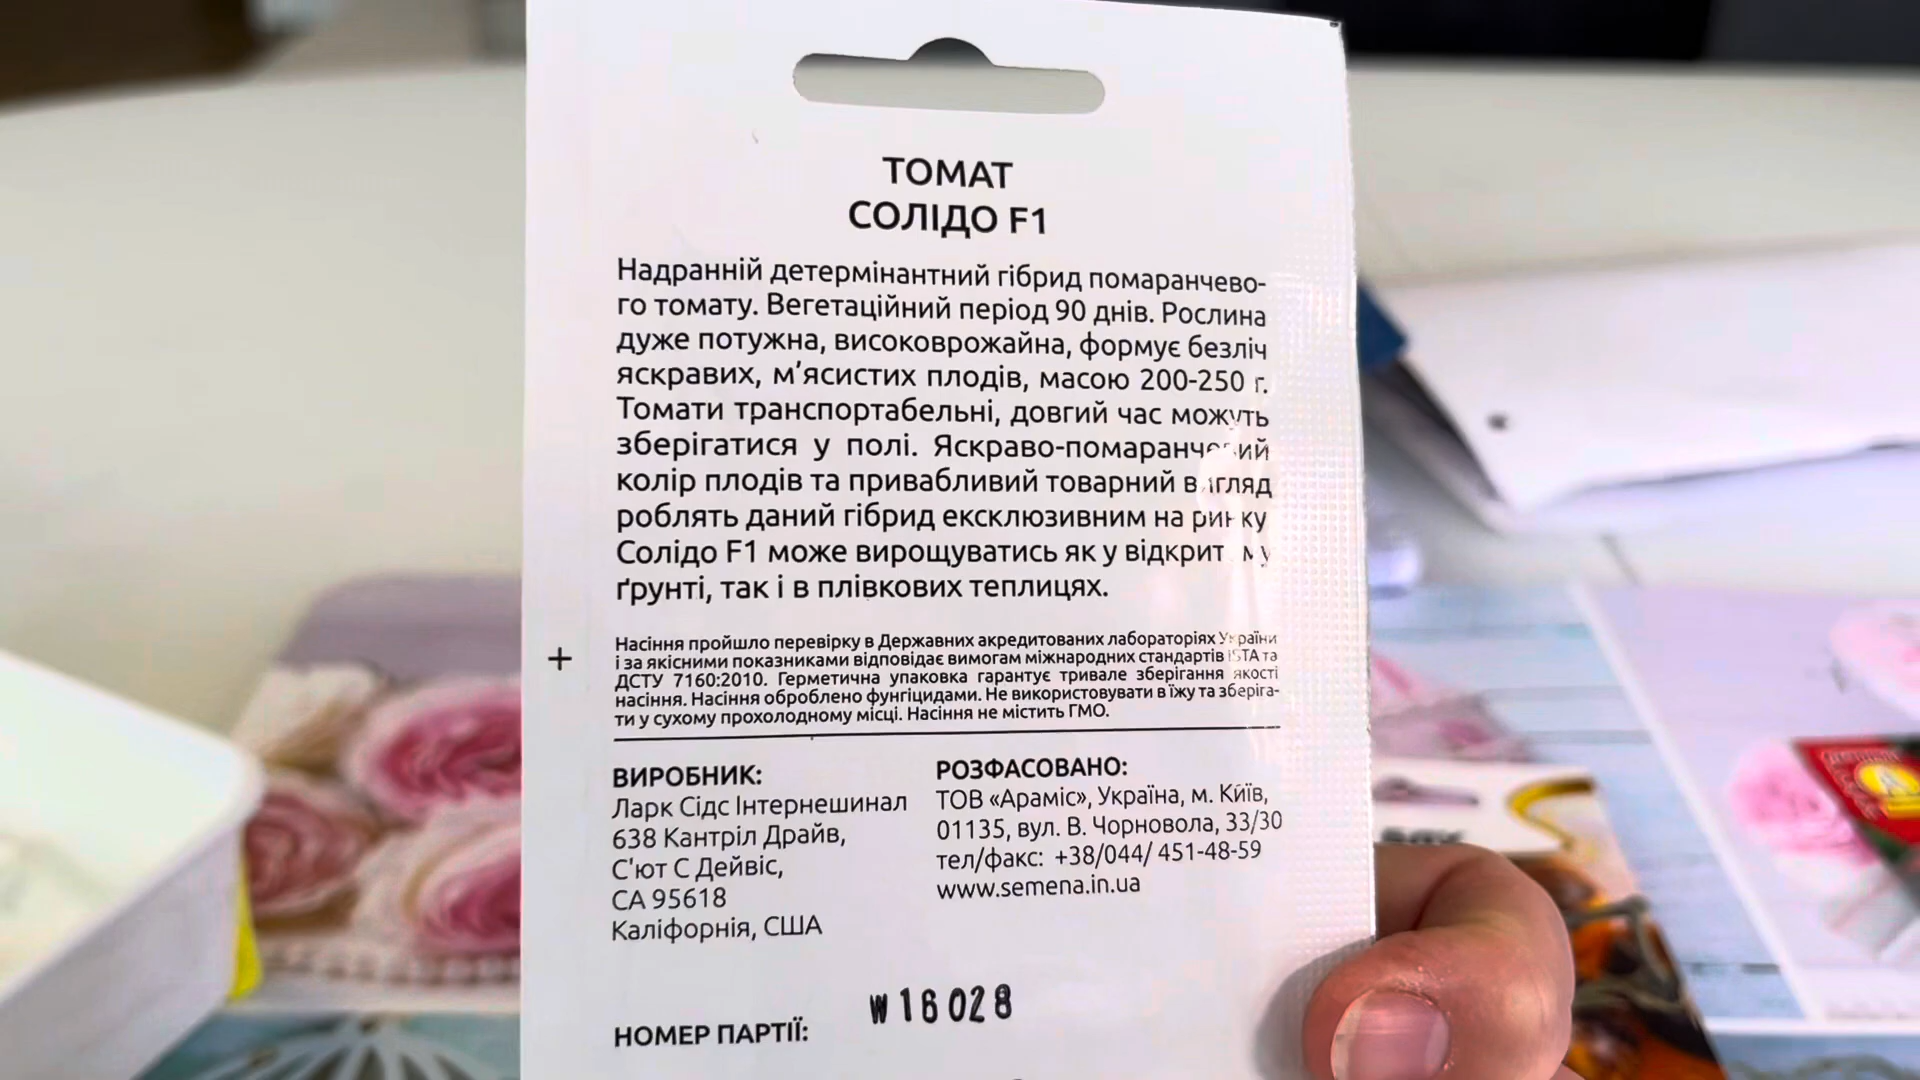 ТОМАТ
СОЛІДО F1
Надранній детермінантний гібрид помаранчево-
го томату. Вегетаційний період 90 днів. Рослина
дуже потужна, високоврожайна, формує безліч
яскравих, м'ясистих плодів, масою 200-250 г.
Томати транспортабельні, довгий час можуть
зберігатися у полі. Яскраво-помаранчевий
колір плодів та привабливий товарний вигляд
роблять даний гібрид ексклюзивним на ринку
Солідо F1 може вирощуватись як у відкритому
ґрунті, так і в плівкових теплицях.
+
Насіння пройшло перевірку в Державних акредитованих лабораторіях України
і за якісними показниками відповідає вимогам міжнародних стандартів ISTA та
ДСТУ 7160:2010. Герметична упаковка гарантує тривале зберігання якості
насіння. Насіння оброблено фунгіцидами. Не використовувати в їжу та зберіга-
ти у сухому прохолодному місці. Насіння не містить ГМО.
ВИРОБНИК:
Ларк Сідс Інтернешинал
638 Кантріл Драйв,
С'ют С Дейвіс,
СА 95618
Каліфорнія, США
РОЗФАСОВАНО:
ТОВ «Араміс», Україна, м. Київ,
01135, вул. В. Чорновола, 33/30
тел/факс: +38/044/ 451-48-59
www.semena.in.ua
W16028
НОМЕР ПАРТІЇ: